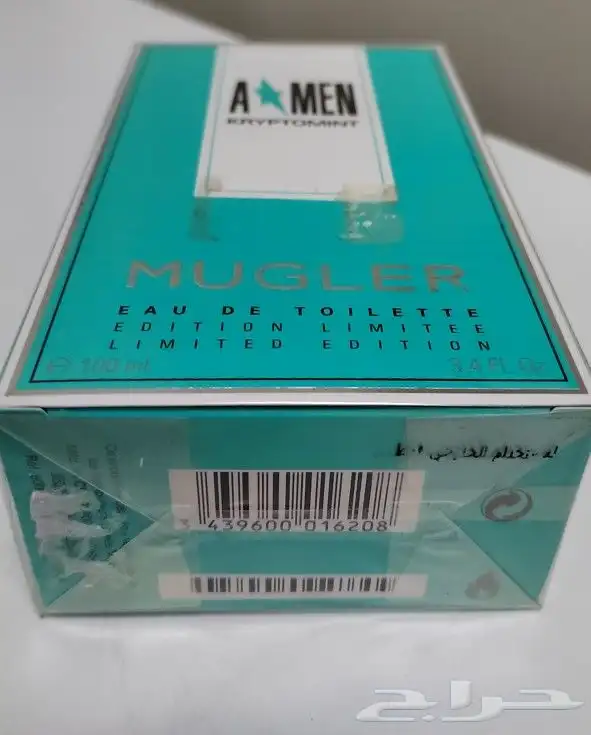 A★MEN
KRYPTOMINT
MUGLER
EAU DE TOILETTE
EDITION LIMITEE
LIMITED EDITION
℮ 100 ml 3.4 Fl. Oz.
3 439600 016208
حراج